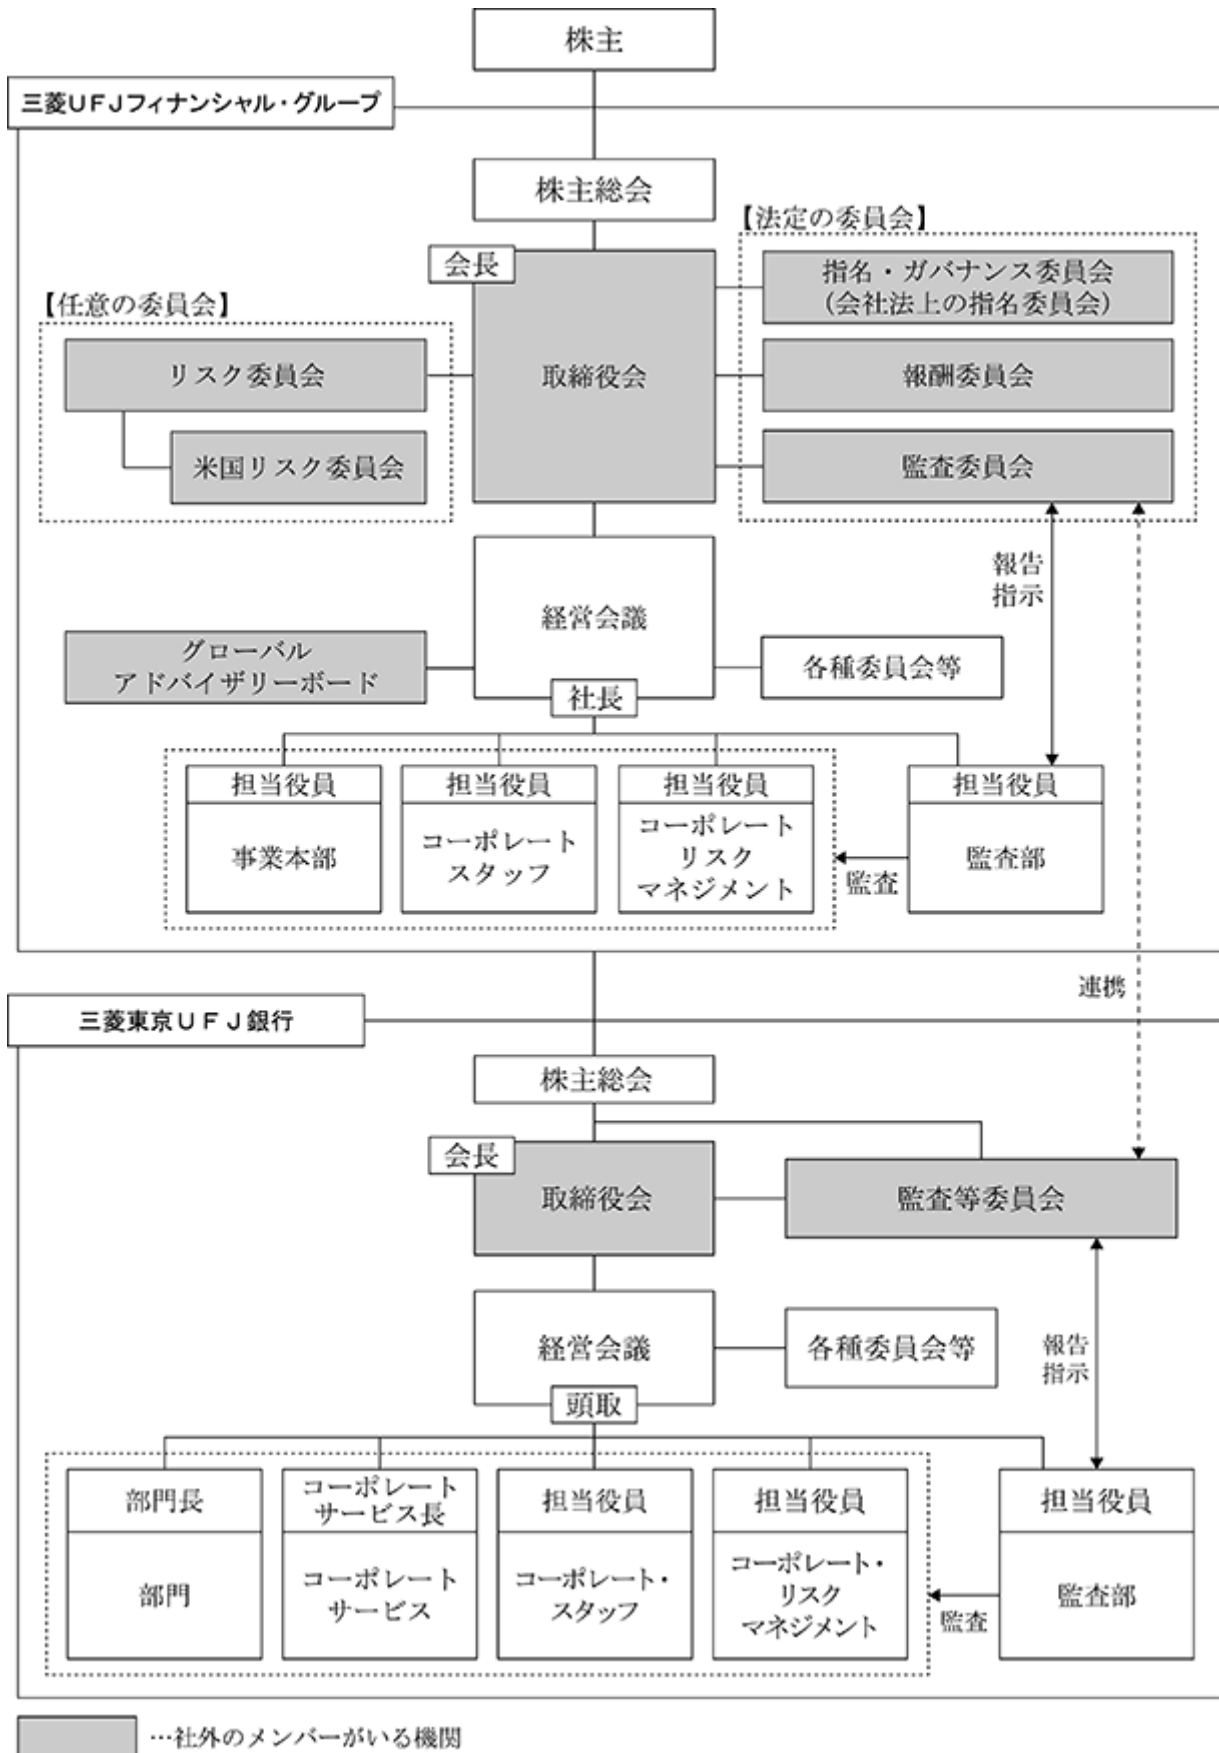 株主
三菱UFJフィナンシャル・グループ
株主総会
【法定の委員会】
会長
指名・ガバナンス委員会
(会社法上の指名委員会)
【任意の委員会】
リスク委員会
取締役会
報酬委員会
米国リスク委員会
監査委員会
報告
指示
経営会議
グローバル
アドバイザリーボード
各種委員会等
社長
担当役員
事業本部
担当役員
コーポレート
スタッフ
担当役員
コーポレート
リスク
マネジメント
監査
担当役員
監査部
連携
三菱東京UFJ銀行
株主総会
会長
取締役会
監査等委員会
経営会議
各種委員会等
報告
指示
頭取
部門長
部門
コーポレート
サービス長
コーポレート
サービス
担当役員
コーポレート・
スタッフ
担当役員
コーポレート・
リスク
マネジメント
監査
担当役員
監査部
…社外のメンバーがいる機関